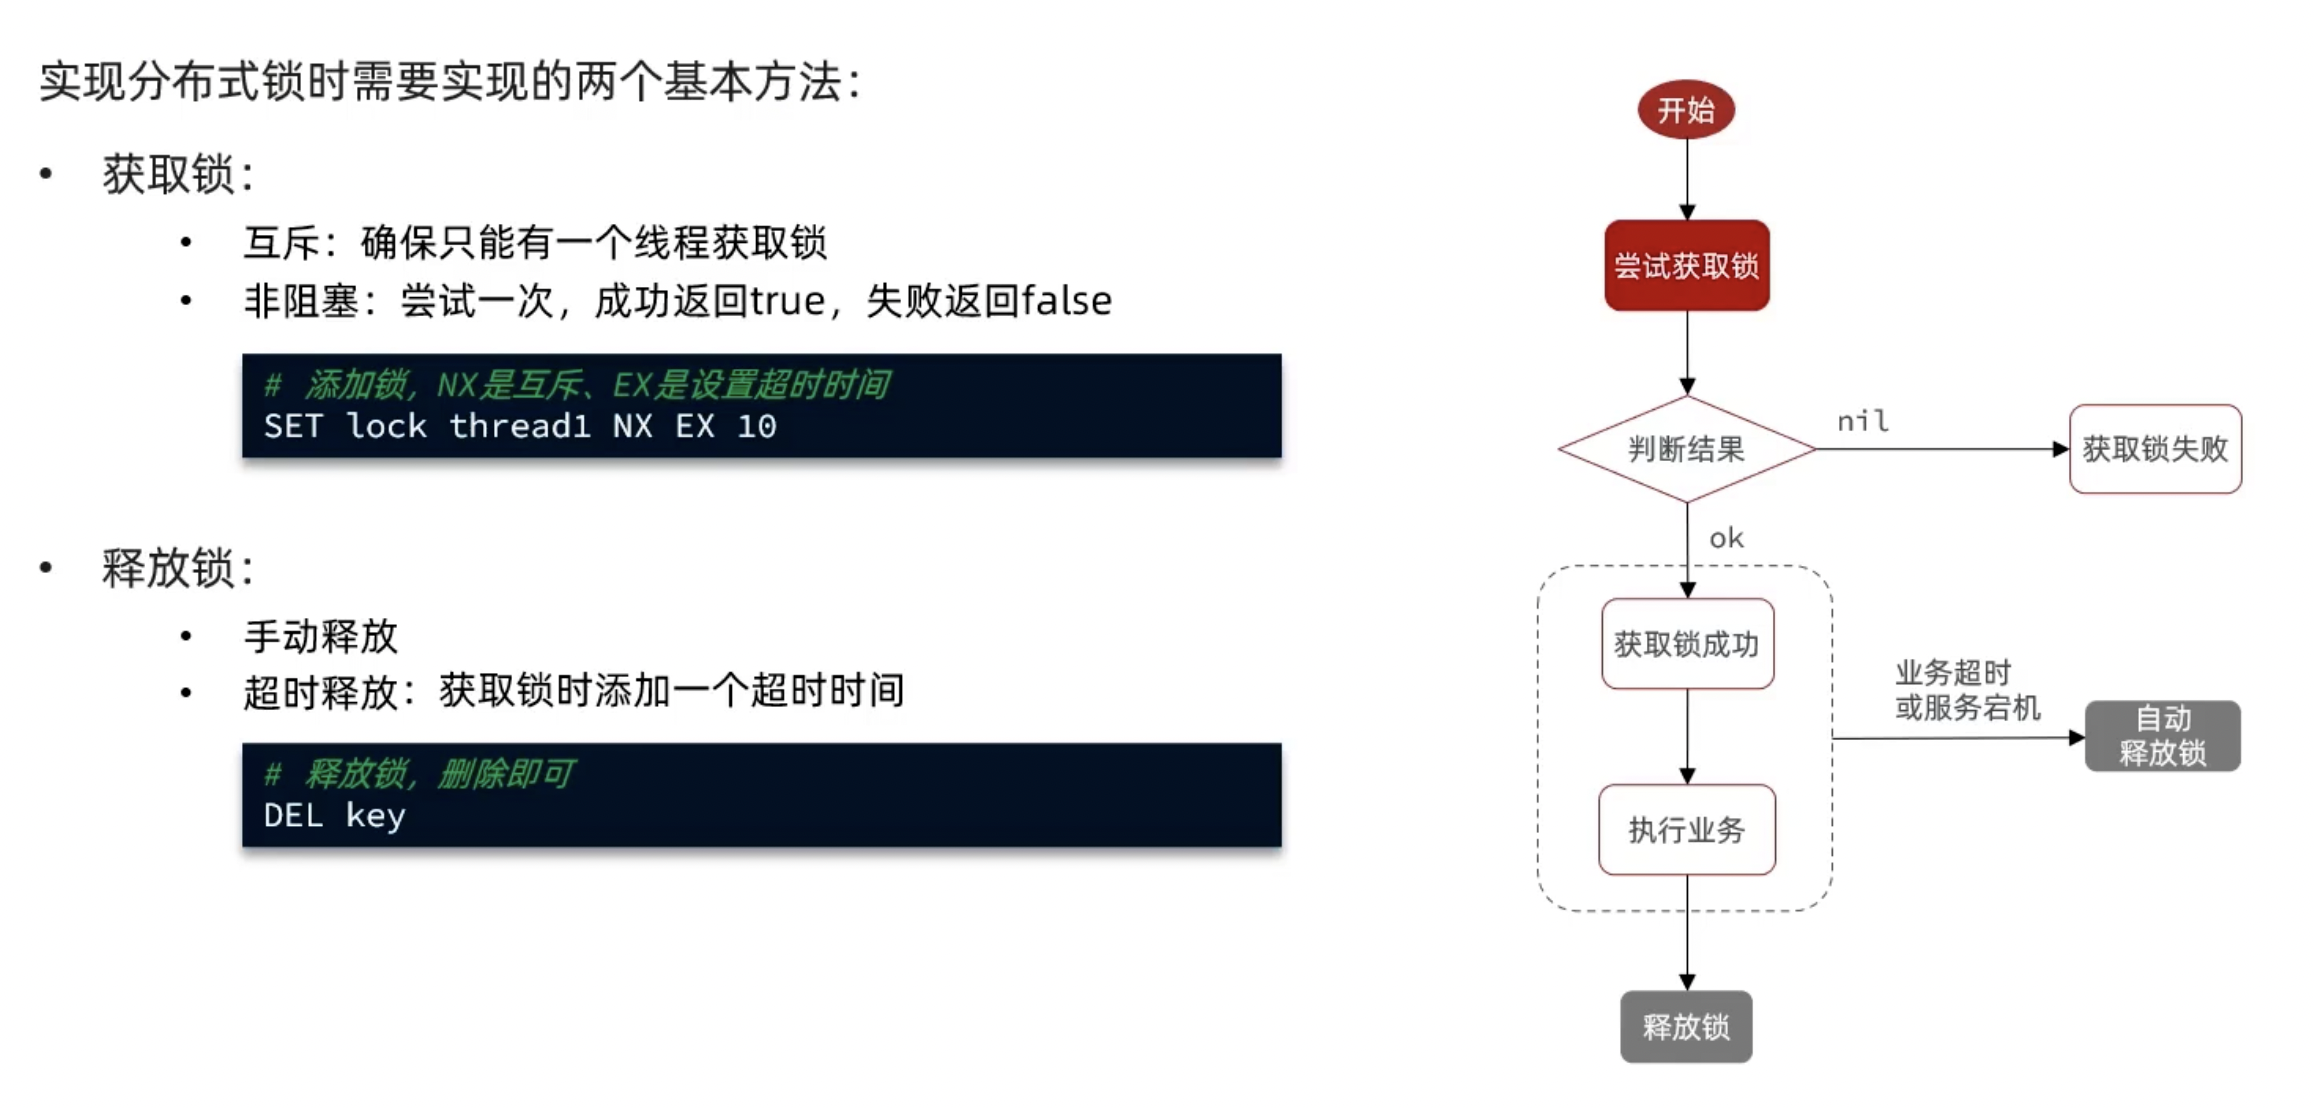 实现分布式锁时需要实现的两个基本方法：
• 获取锁：
• 互斥：确保只能有一个线程获取锁
• 非阻塞：尝试一次，成功返回true，失败返回false
# 添加锁，NX是互斥、EX是设置超时时间
SET lock thread1 NX EX 10
• 释放锁：
• 手动释放
• 超时释放：获取锁时添加一个超时时间
# 释放锁，删除即可
DEL key
开始
尝试获取锁
判断结果
nil
获取锁失败
ok
获取锁成功
业务超时
或服务宕机
自动
释放锁
执行业务
释放锁